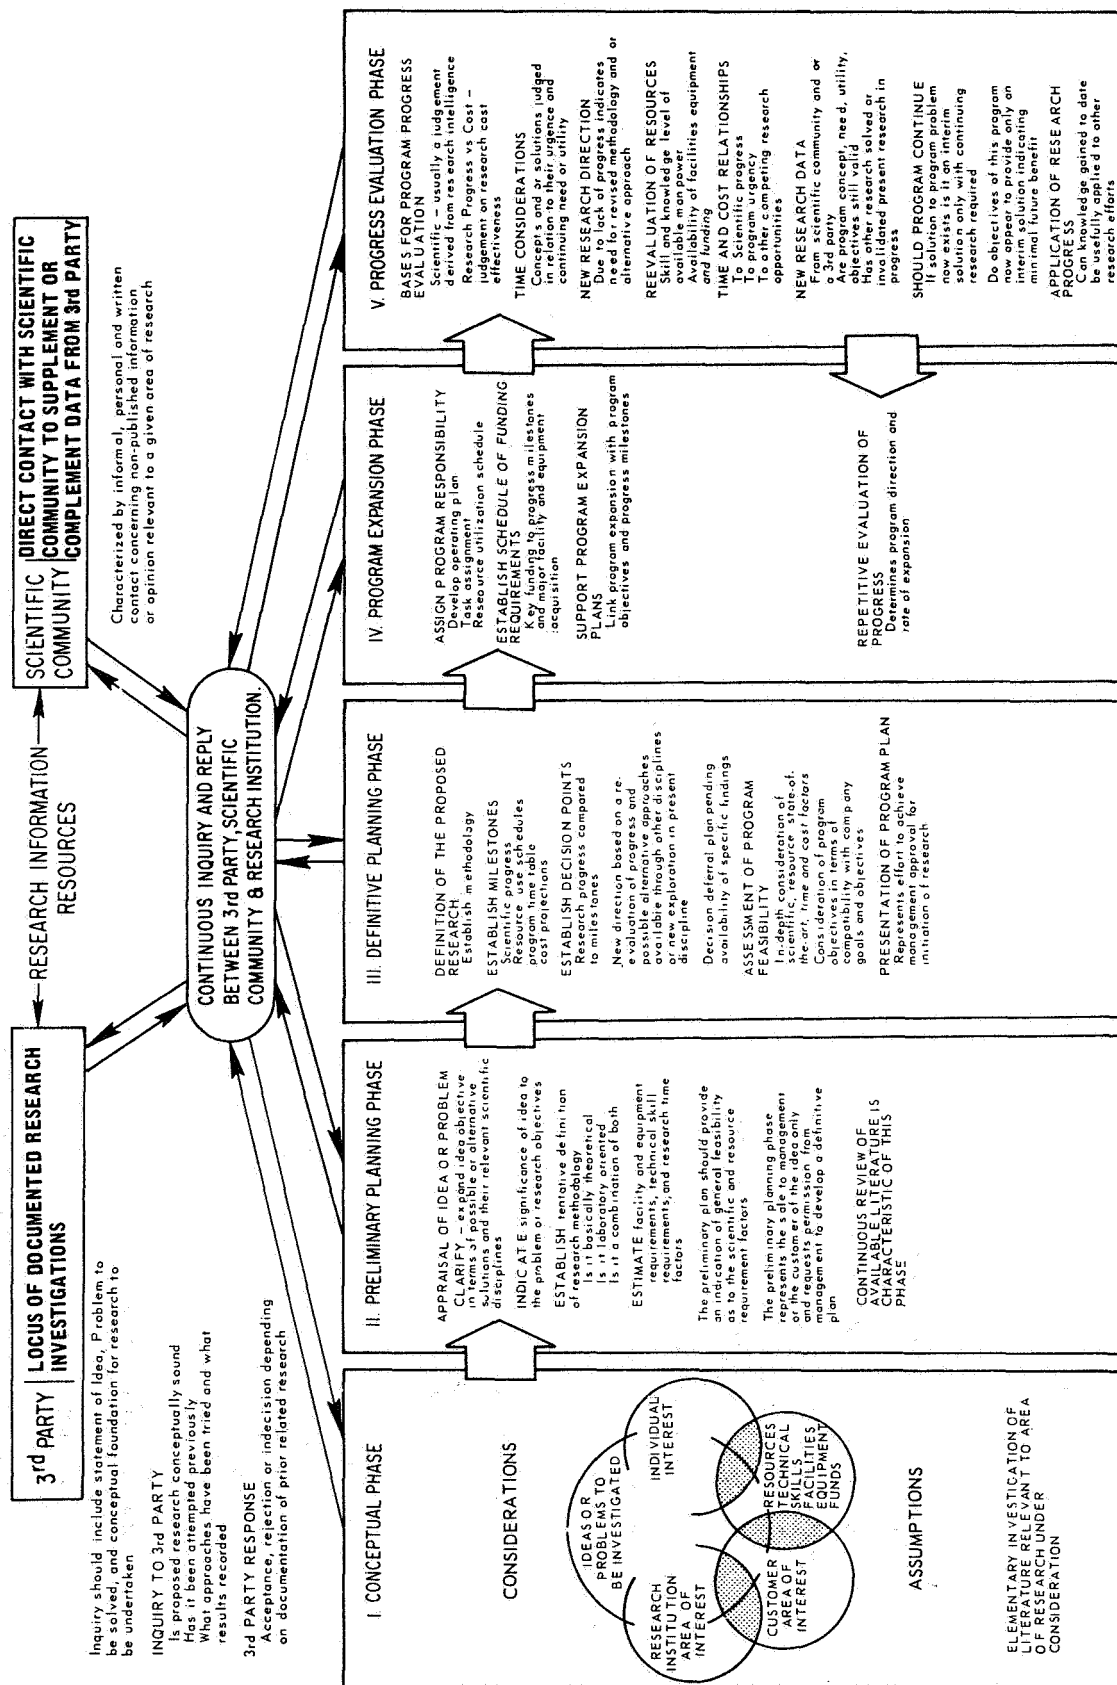 3rd PARTY
LOCUS OF DOCUMENTED RESEARCH
INVESTIGATIONS
RESEARCH INFORMATION
RESOURCES
SCIENTIFIC
COMMUNITY
DIRECT CONTACT WITH SCIENTIFIC
COMMUNITY TO SUPPLEMENT OR
COMPLEMENT DATA FROM 3rd PARTY
Inquiry should include statement of Idea, Problem to
be solved, and conceptual foundation for research to
be undertaken
INQUIRY TO 3rd PARTY
Is proposed research conceptually sound
Has it been attempted previously
What approaches have been tried and what
results recorded
3rd PARTY RESPONSE
Acceptance, rejection or indecision depending
on documentation of prior related research
CONTINUOUS INQUIRY AND REPLY
BETWEEN 3rd PARTY, SCIENTIFIC
COMMUNITY & RESEARCH INSTITUTION.
Characterized by informal, personal and written
contact concerning non-published information
or opinion relevant to a given area of research
I. CONCEPTUAL PHASE
CONSIDERATIONS
IDEAS OR
PROBLEMS TO
BE INVESTIGATED
RESEARCH
INSTITUTION
AREA OF
INTEREST
INDIVIDUAL
INTEREST
CUSTOMER
AREA OF
INTEREST
RESOURCES
TECHNICAL
SKILLS
FACILITIES
EQUIPMENT
FUNDS
ASSUMPTIONS
ELEMENTARY INVESTIGATION OF
LITERATURE RELEVANT TO AREA
OF RESEARCH UNDER
CONSIDERATION
II. PRELIMINARY PLANNING PHASE
APPRAISAL OF IDEA OR PROBLEM
CLARIFY - expand idea objective
in terms of possible or alternative
solutions and their relevant scientific
disciplines
INDICATE significance of idea to
the problem or research objectives
ESTABLISH tentative definition
of research methodology
Is it basically theoretical
Is it laboratory oriented
Is it a combination of both
ESTIMATE facility and equipment
requirements, technical skill
requirements, and research time
factors
The preliminary plan should provide
an indication of general feasibility
as to the scientific and resource
requirement factors
The preliminary planning phase
represents the sale to management
or the customer of the idea only
and requests permission from
management to develop a definitive
plan
CONTINUOUS REVIEW OF
AVAILABLE LITERATURE IS
CHARACTERISTIC OF THIS
PHASE
III. DEFINITIVE PLANNING PHASE
DEFINITION OF THE PROPOSED
RESEARCH
Establish methodology
ESTABLISH MILESTONES
Scientific progress
Resource use schedules
program time table
cost projections
ESTABLISH DECISION POINTS
Research progress compared
to milestones
New direction based on a re-
evaluation of progress and
possible alternative approaches
available through other disciplines
or new exploration in present
discipline
Decision deferral plan pending
availability of specific findings
ASSESSMENT OF PROGRAM
FEASIBILITY
In-depth consideration of
scientific, resource state-of-
the-art, time and cost factors
Consideration of program
objectives in terms of
compatibility with company
goals and objectives
PRESENTATION OF PROGRAM PLAN
Represents effort to achieve
management approval for
initiation of research
IV. PROGRAM EXPANSION PHASE
ASSIGN PROGRAM RESPONSIBILITY
Develop operating plan
Task assignment
Resource utilization schedule
ESTABLISH SCHEDULE OF FUNDING
REQUIREMENTS
Key funding to progress milestones
and major facility and equipment
acquisition
SUPPORT PROGRAM EXPANSION
PLANS
Link program expansion with program
objectives and progress milestones
REPETITIVE EVALUATION OF
PROGRESS
Determines program direction and
rate of expansion
V. PROGRESS EVALUATION PHASE
BASES FOR PROGRAM PROGRESS
EVALUATION
Scientific - usually a judgement
derived from research intelligence
Research Progress vs Cost -
judgement on research cost
effectiveness
TIME CONSIDERATIONS
Concepts and or solutions judged
in relation to their urgence and
continuing need or utility
NEW RESEARCH DIRECTION
Due to lack of progress indicates
need for revised methodology and or
alternative approach
REEVALUATION OF RESOURCES
Skill and knowledge level of
available manpower
Availability of facilities equipment
and funding
TIME AND COST RELATIONSHIPS
To Scientific progress
To program urgency
To other competing research
opportunities
NEW RESEARCH DATA
From scientific community and or
a 3rd party
Are program concept, need, utility,
objectives still valid
Has other research solved or
invalidated present research in
progress
SHOULD PROGRAM CONTINUE
If solution to program problem
now exists is it an interim
solution only with continuing
research required
Do objectives of this program
now appear to provide only an
interim solution indicating
minimal future benefit
APPLICATION OF RESEARCH
PROGRESS
Can knowledge gained to date
be usefully applied to other
research efforts